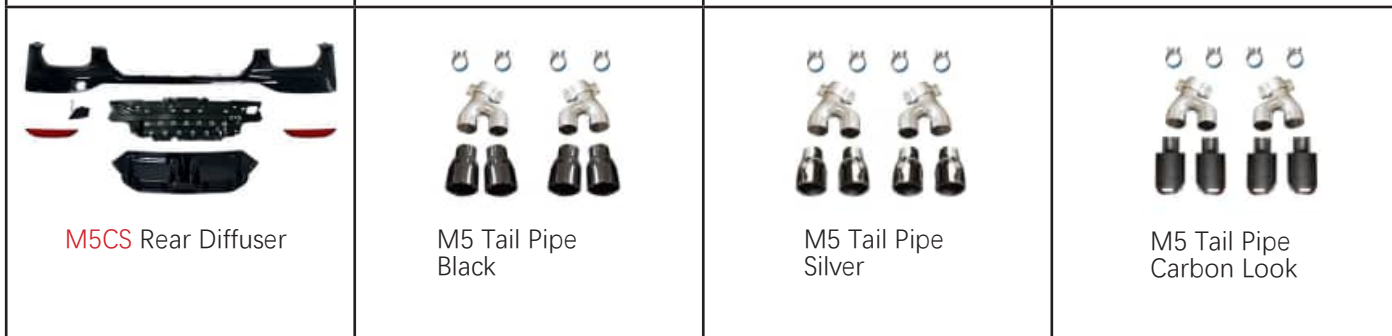 M5CS Rear Diffuser
M5 Tail Pipe
Black
M5 Tail Pipe
Silver
M5 Tail Pipe
Carbon Look